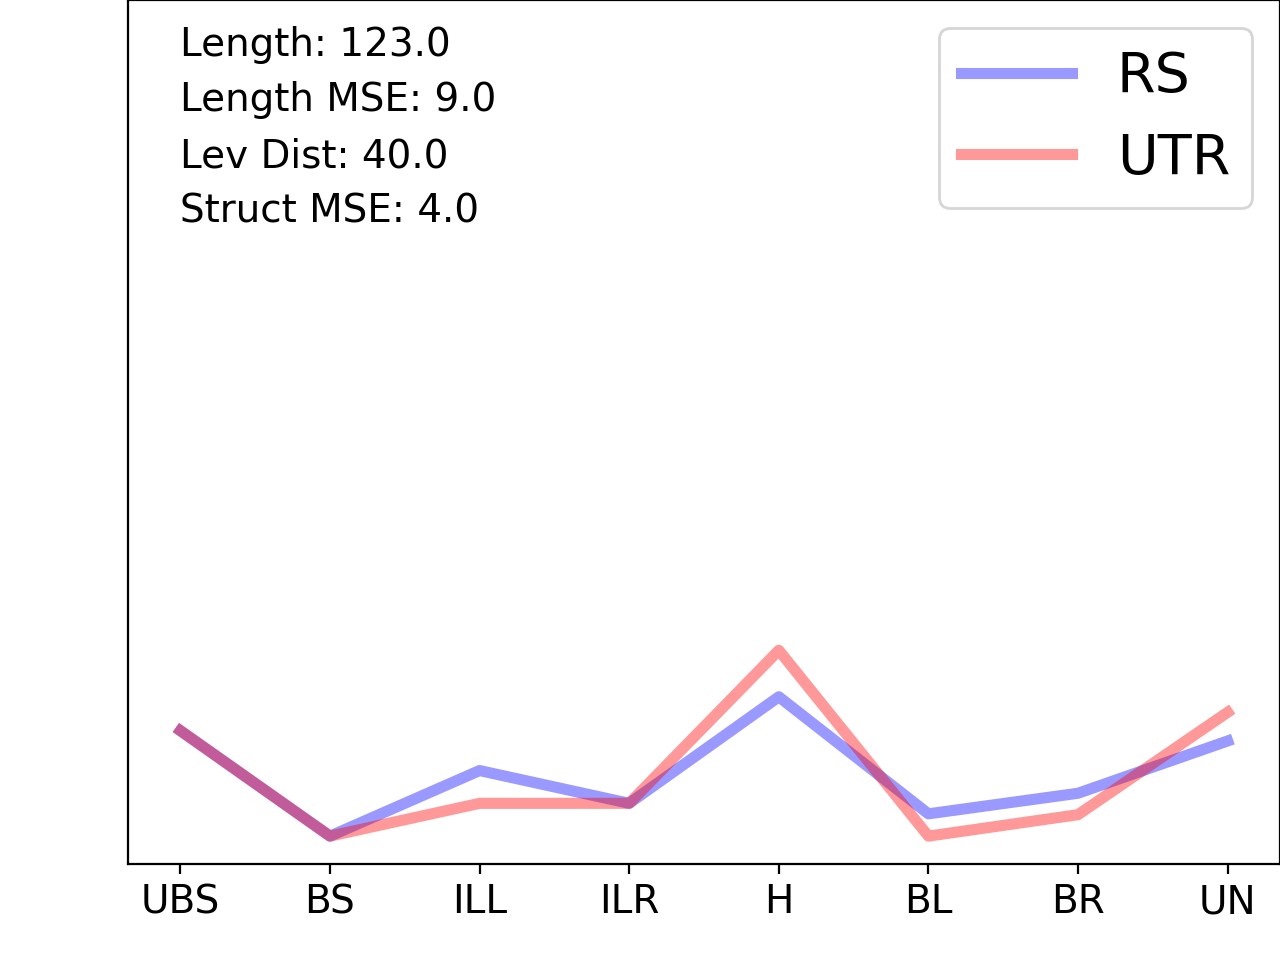 Length: 123.0
Length MSE: 9.0
Lev Dist: 40.0
Struct MSE: 4.0
RS
UTR
UBS BS ILL ILR H BL BR UN